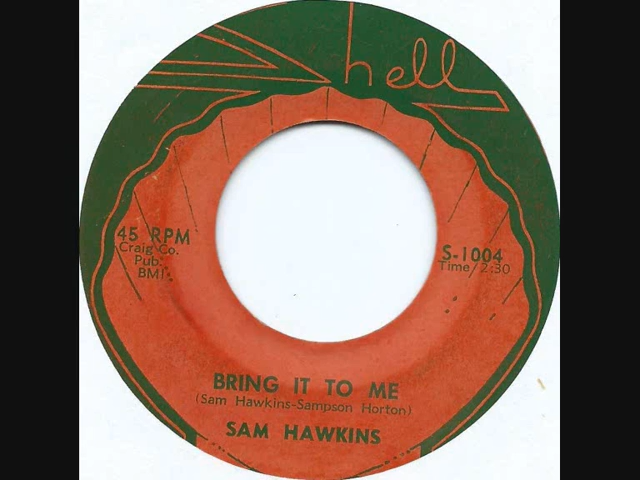 Shell
45 RPM
Craig Co.
Pub.
BMI
S-1004
Time/2:30
BRING IT TO ME
(Sam Hawkins-Sampson Horton)
SAM HAWKINS